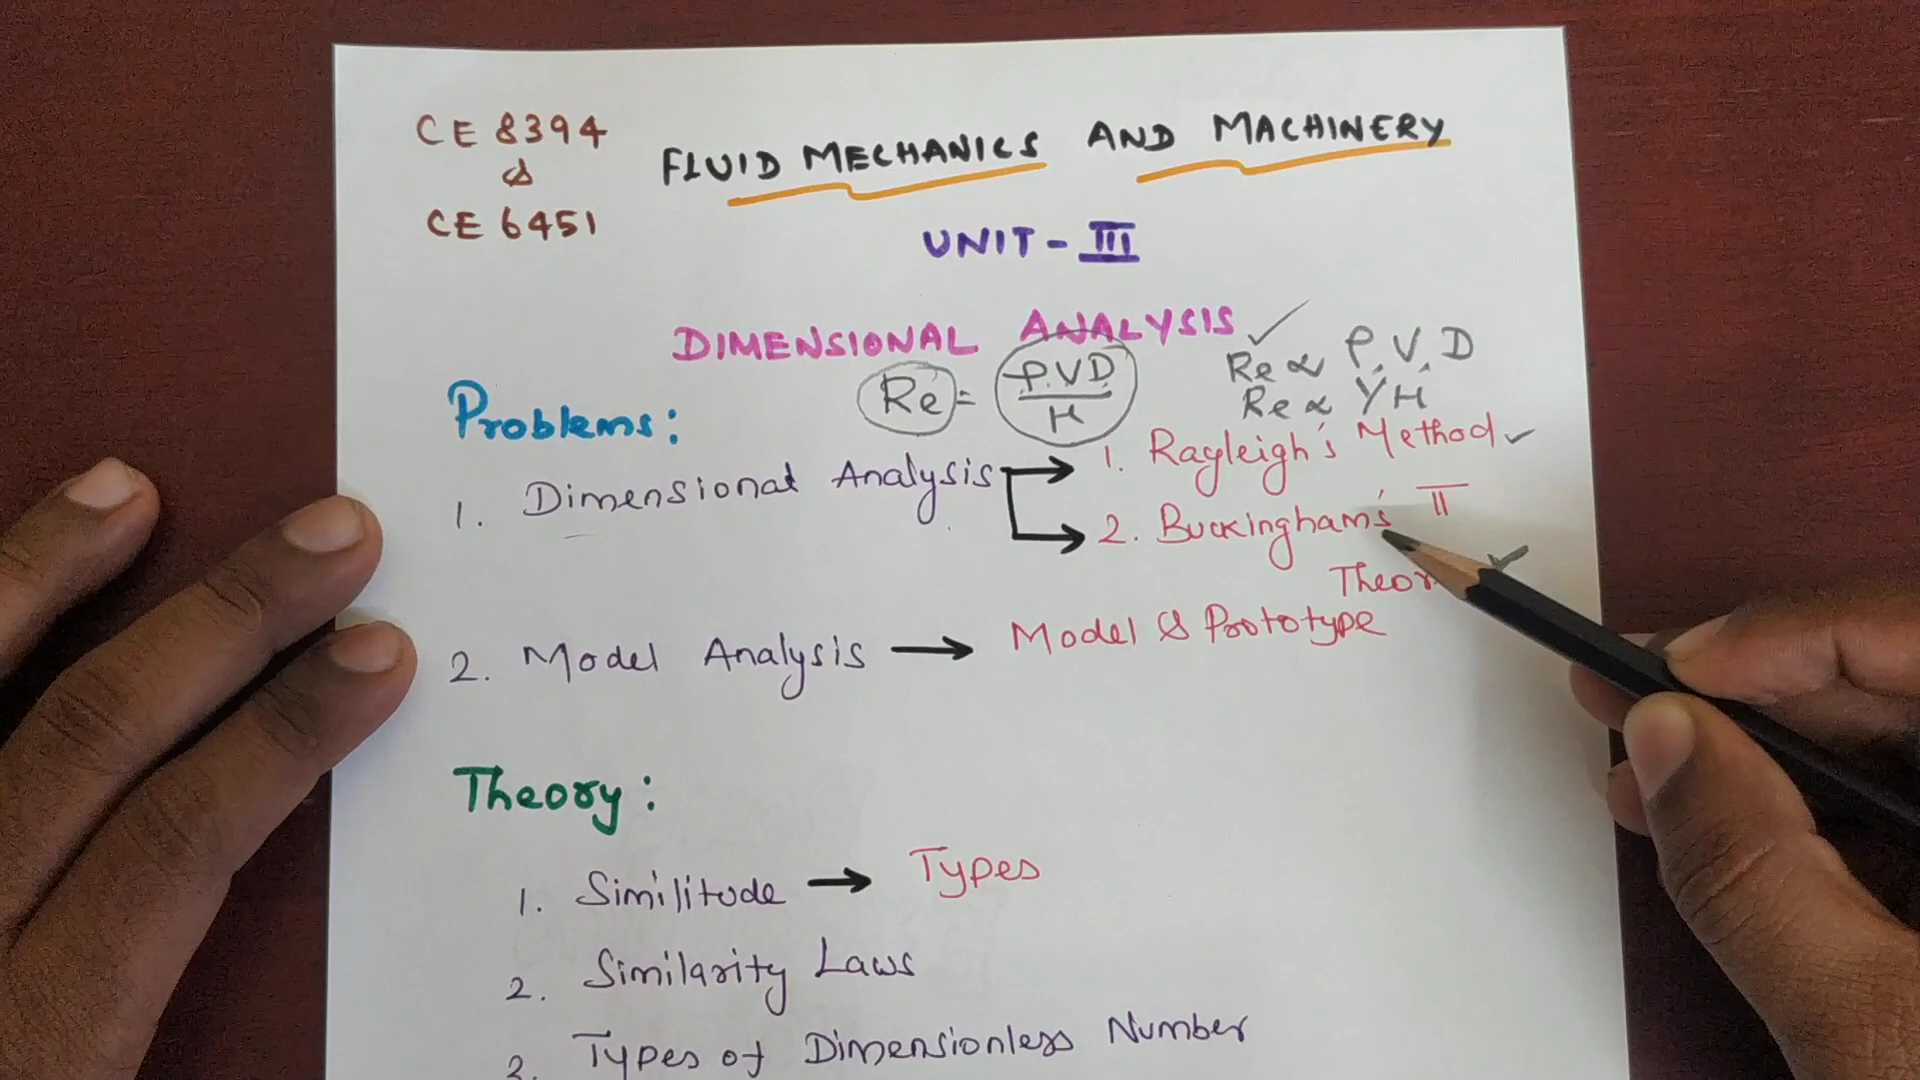 CE 8394
&
CE 6451
FLUID MECHANICS AND MACHINERY
UNIT - III
DIMENSIONAL ANALYSIS ✓
Re = ρVD/μ
Re ∝ ρ, V, D
Re ∝ 1/μ
Problems:
1. Dimensional Analysis → 1. Rayleigh's Method ✓
→ 2. Buckingham's π
2. Model Analysis → Model & Prototype
Theory:
1. Similitude → Types
2. Similarity Laws
3. Types of Dimensionless Number